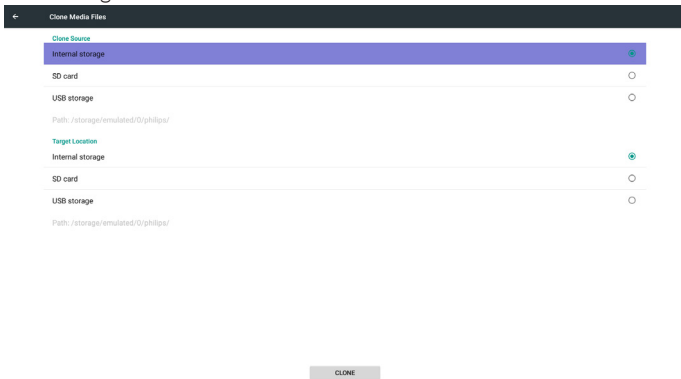 Clone Media Files
Clone Source
Internal storage
SD card
USB storage
Path: /storage/emulated/0/philips/
Target Location
Internal storage
SD card
USB storage
Path: /storage/emulated/0/philips/
CLONE